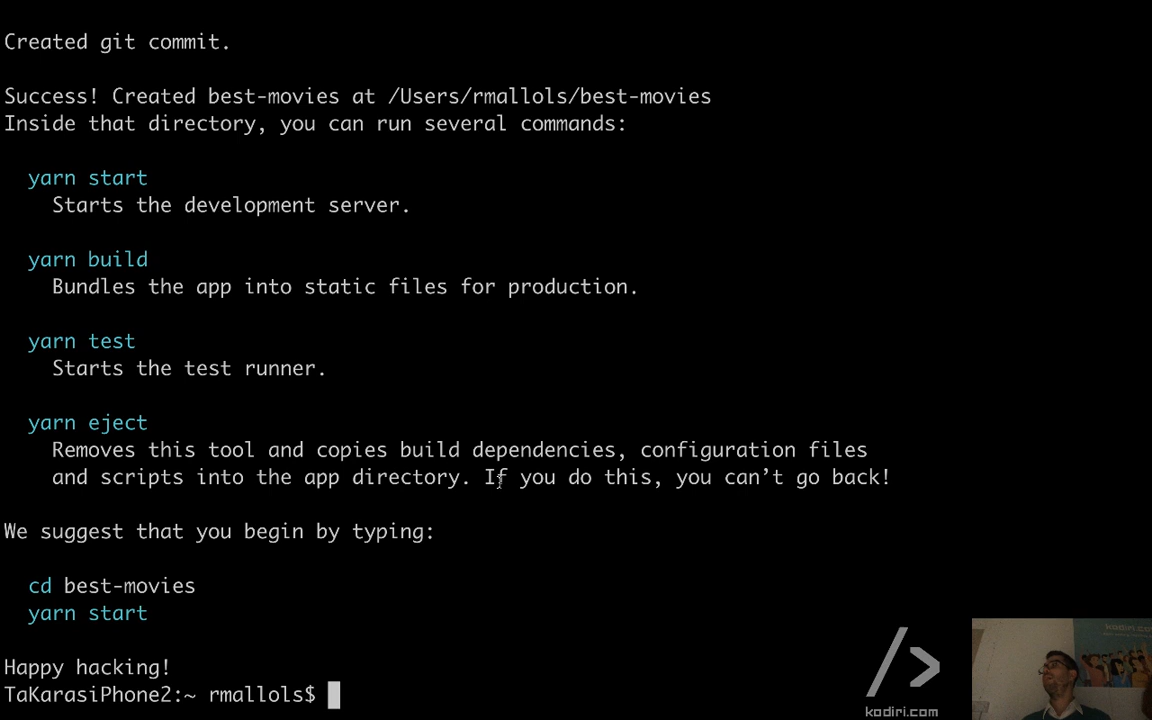 Created git commit.
Success! Created best-movies at /Users/rmallols/best-movies
Inside that directory, you can run several commands:
yarn start
Starts the development server.
yarn build
Bundles the app into static files for production.
yarn test
Starts the test runner.
yarn eject
Removes this tool and copies build dependencies, configuration files
and scripts into the app directory. If you do this, you can’t go back!
We suggest that you begin by typing:
cd best-movies
yarn start
Happy hacking!
TaKarasiPhone2:~ rmallols$
/>
kodiri.com
kodiri.com